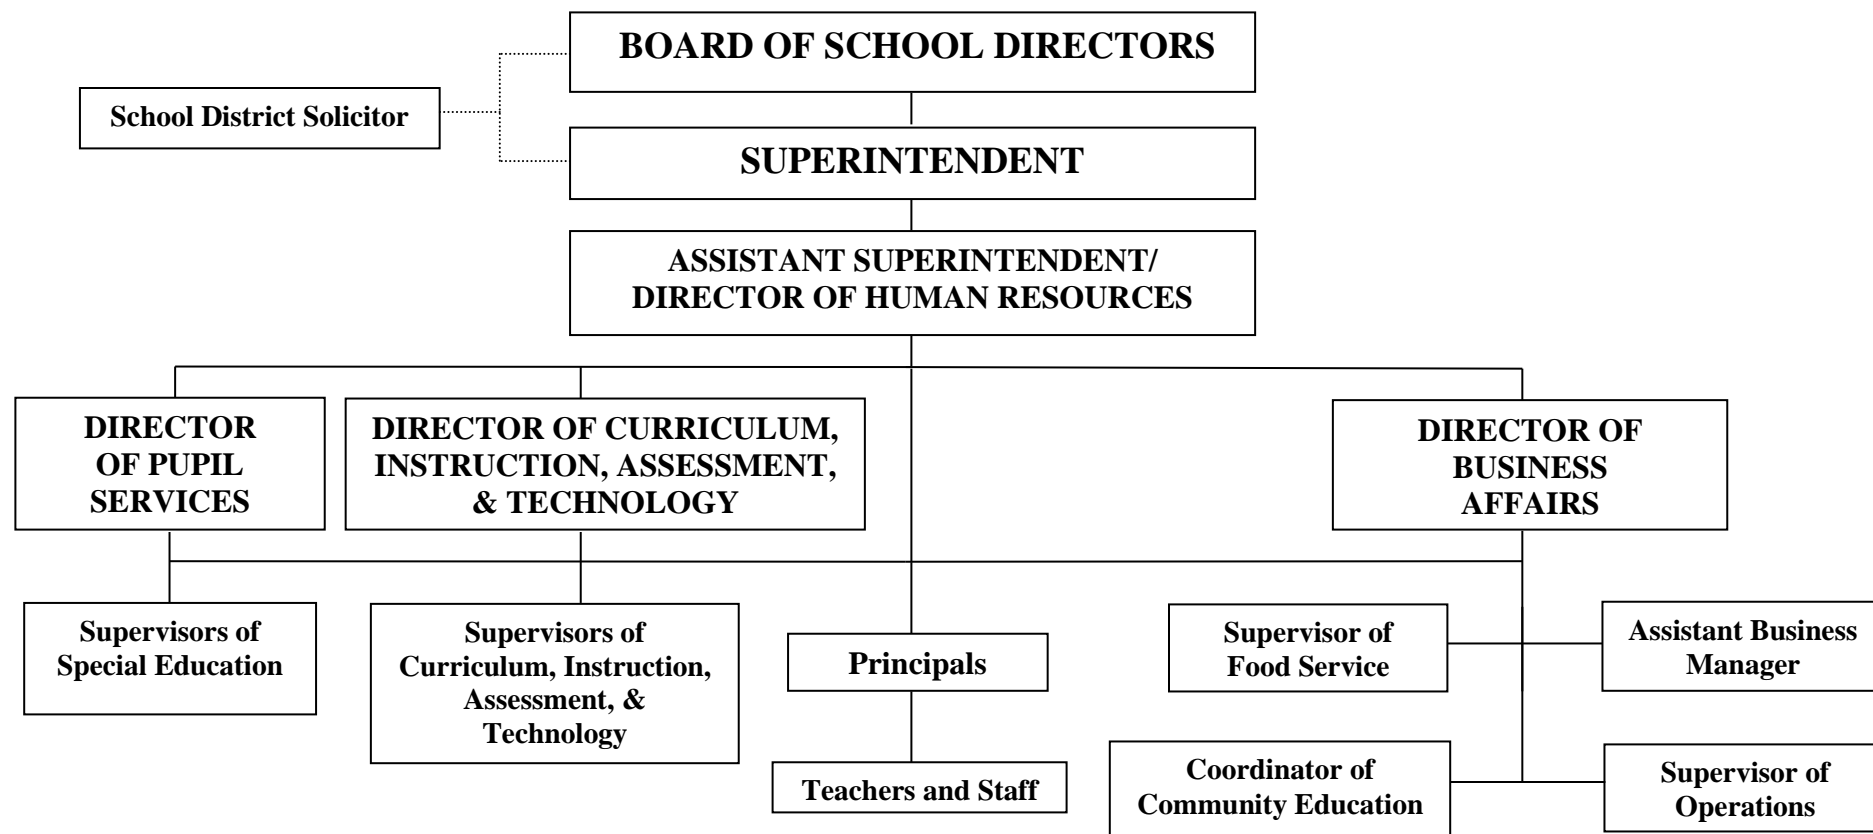 BOARD OF SCHOOL DIRECTORS
School District Solicitor
SUPERINTENDENT
ASSISTANT SUPERINTENDENT/
DIRECTOR OF HUMAN RESOURCES
DIRECTOR
OF PUPIL
SERVICES
DIRECTOR OF CURRICULUM,
INSTRUCTION, ASSESSMENT,
& TECHNOLOGY
DIRECTOR OF
BUSINESS
AFFAIRS
Supervisors of
Special Education
Supervisors of
Curriculum, Instruction,
Assessment, &
Technology
Principals
Supervisor of
Food Service
Assistant Business
Manager
Teachers and Staff
Coordinator of
Community Education
Supervisor of
Operations